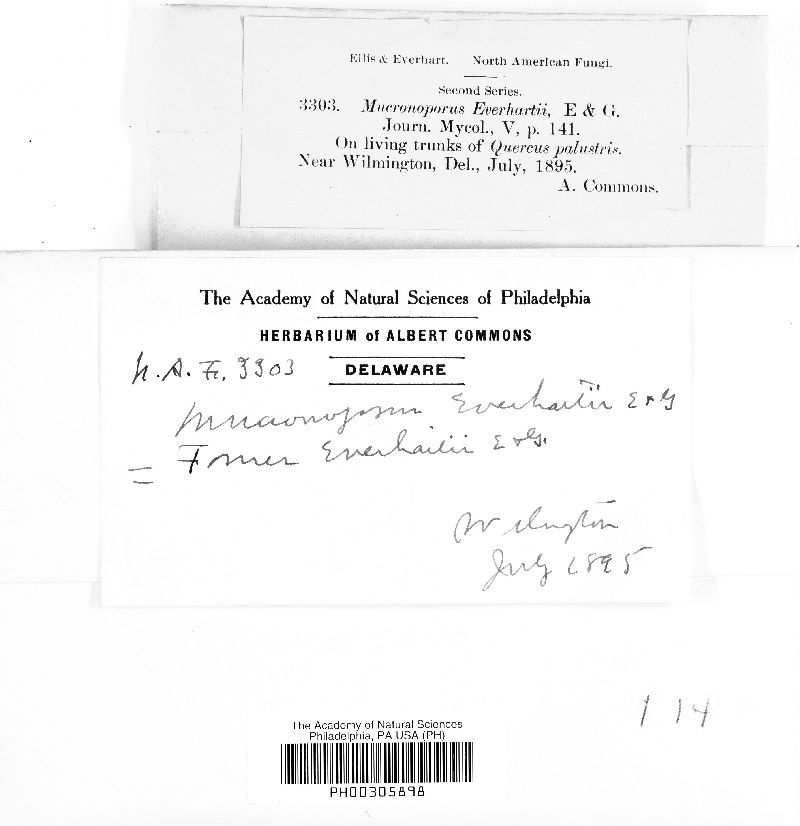 Ellis & Everhart. North American Fungi.
Second Series.
3303. Mucronoporus Everhartii, E & G.
Journ. Mycol., V, p. 141.
On living trunks of Quercus palustris.
Near Wilmington, Del., July, 1895.
A. Commons.
The Academy of Natural Sciences of Philadelphia
HERBARIUM of ALBERT COMMONS
N. A. F. 3303 DELAWARE
Mucronoporus Everhartii E & G
= Fomes Everhartii E & G.
Wilmington
July 1895
1 14
The Academy of Natural Sciences
Philadelphia, PA USA (PH)
PH00305898